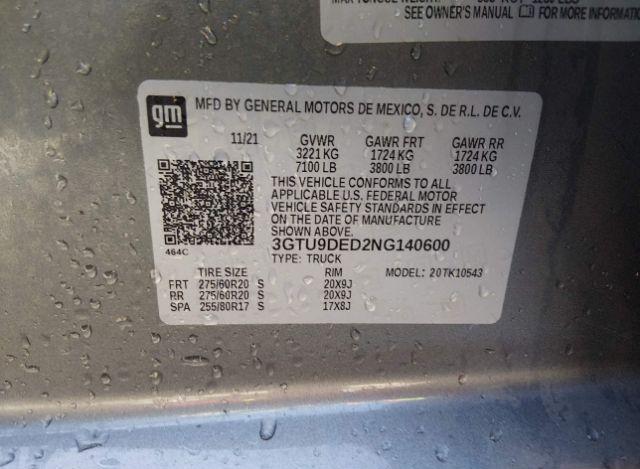 SEE OWNER'S MANUAL FOR MORE INFORMATION
gm
MFD BY GENERAL MOTORS DE MEXICO, S. DE R.L. DE C.V.
11/21 GVWR GAWR FRT GAWR RR
3221 KG 1724 KG 1724 KG
7100 LB 3800 LB 3800 LB
THIS VEHICLE CONFORMS TO ALL
APPLICABLE U.S. FEDERAL MOTOR
VEHICLE SAFETY STANDARDS IN EFFECT
ON THE DATE OF MANUFACTURE
SHOWN ABOVE.
464C
3GTU9DED2NG140600
TYPE: TRUCK MODEL: 20TK10543
TIRE SIZE RIM
FRT 275/60R20 S 20X9J
RR 275/60R20 S 20X9J
SPA 255/80R17 S 17X8J